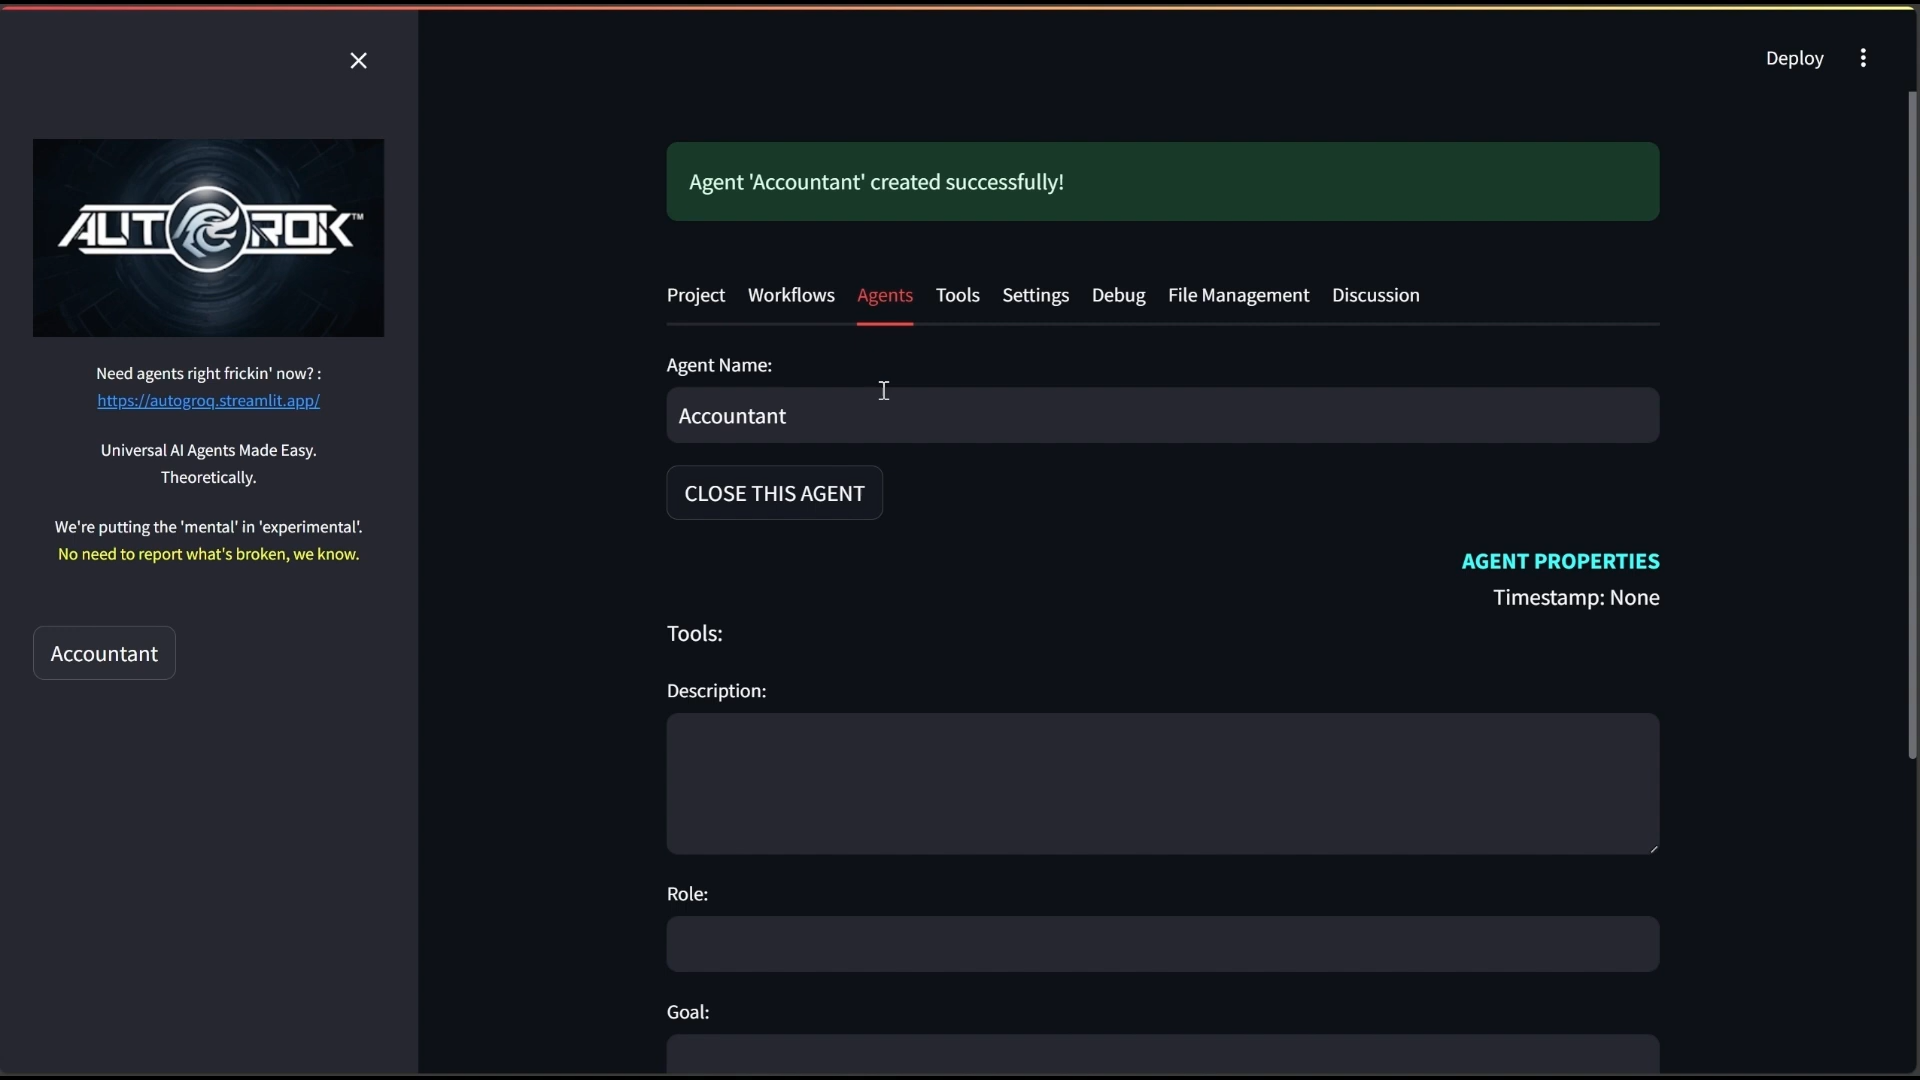 Deploy
AUTOROK™
Need agents right frickin' now? :
https://autogroq.streamlit.app/
Universal AI Agents Made Easy.
Theoretically.
We're putting the 'mental' in 'experimental'.
No need to report what's broken, we know.
Accountant
Agent 'Accountant' created successfully!
Project Workflows Agents Tools Settings Debug File Management Discussion
Agent Name:
Accountant
CLOSE THIS AGENT
AGENT PROPERTIES
Timestamp: None
Tools:
Description:
Role:
Goal: